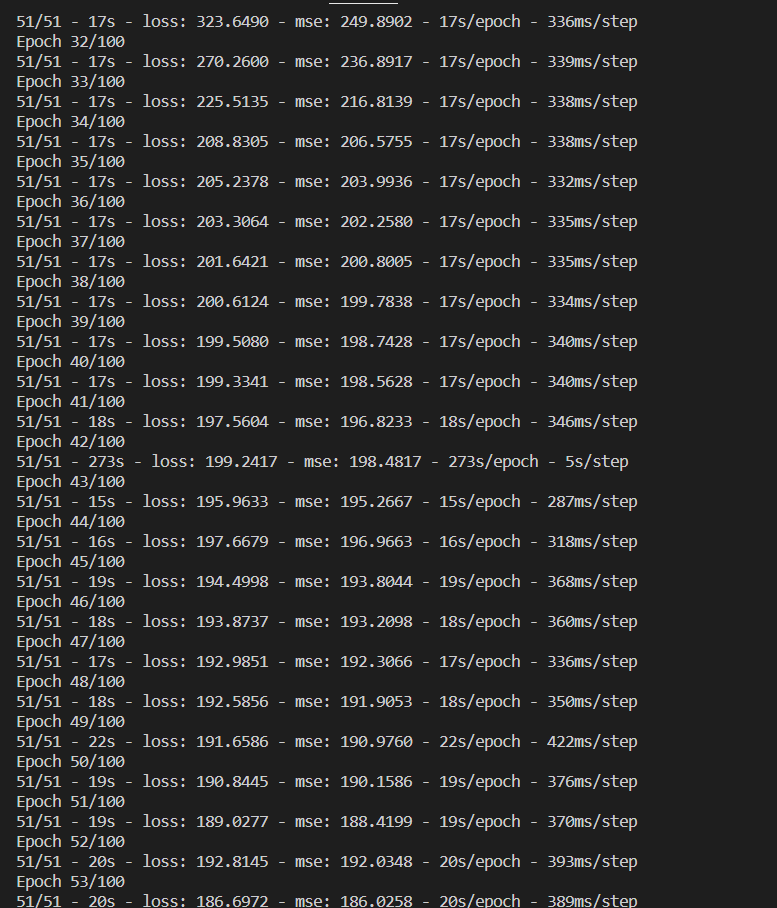 51/51 - 17s - loss: 323.6490 - mse: 249.8902 - 17s/epoch - 336ms/step
Epoch 32/100
51/51 - 17s - loss: 270.2600 - mse: 236.8917 - 17s/epoch - 339ms/step
Epoch 33/100
51/51 - 17s - loss: 225.5135 - mse: 216.8139 - 17s/epoch - 338ms/step
Epoch 34/100
51/51 - 17s - loss: 208.8305 - mse: 206.5755 - 17s/epoch - 338ms/step
Epoch 35/100
51/51 - 17s - loss: 205.2378 - mse: 203.9936 - 17s/epoch - 332ms/step
Epoch 36/100
51/51 - 17s - loss: 203.3064 - mse: 202.2580 - 17s/epoch - 335ms/step
Epoch 37/100
51/51 - 17s - loss: 201.6421 - mse: 200.8005 - 17s/epoch - 335ms/step
Epoch 38/100
51/51 - 17s - loss: 200.6124 - mse: 199.7838 - 17s/epoch - 334ms/step
Epoch 39/100
51/51 - 17s - loss: 199.5080 - mse: 198.7428 - 17s/epoch - 340ms/step
Epoch 40/100
51/51 - 17s - loss: 199.3341 - mse: 198.5628 - 17s/epoch - 340ms/step
Epoch 41/100
51/51 - 18s - loss: 197.5604 - mse: 196.8233 - 18s/epoch - 346ms/step
Epoch 42/100
51/51 - 273s - loss: 199.2417 - mse: 198.4817 - 273s/epoch - 5s/step
Epoch 43/100
51/51 - 15s - loss: 195.9633 - mse: 195.2667 - 15s/epoch - 287ms/step
Epoch 44/100
51/51 - 16s - loss: 197.6679 - mse: 196.9663 - 16s/epoch - 318ms/step
Epoch 45/100
51/51 - 19s - loss: 194.4998 - mse: 193.8044 - 19s/epoch - 368ms/step
Epoch 46/100
51/51 - 18s - loss: 193.8737 - mse: 193.2098 - 18s/epoch - 360ms/step
Epoch 47/100
51/51 - 17s - loss: 192.9851 - mse: 192.3066 - 17s/epoch - 336ms/step
Epoch 48/100
51/51 - 18s - loss: 192.5856 - mse: 191.9053 - 18s/epoch - 350ms/step
Epoch 49/100
51/51 - 22s - loss: 191.6586 - mse: 190.9760 - 22s/epoch - 422ms/step
Epoch 50/100
51/51 - 19s - loss: 190.8445 - mse: 190.1586 - 19s/epoch - 376ms/step
Epoch 51/100
51/51 - 19s - loss: 189.0277 - mse: 188.4199 - 19s/epoch - 370ms/step
Epoch 52/100
51/51 - 20s - loss: 192.8145 - mse: 192.0348 - 20s/epoch - 393ms/step
Epoch 53/100
51/51 - 20s - loss: 186.6972 - mse: 186.0258 - 20s/epoch - 389ms/step